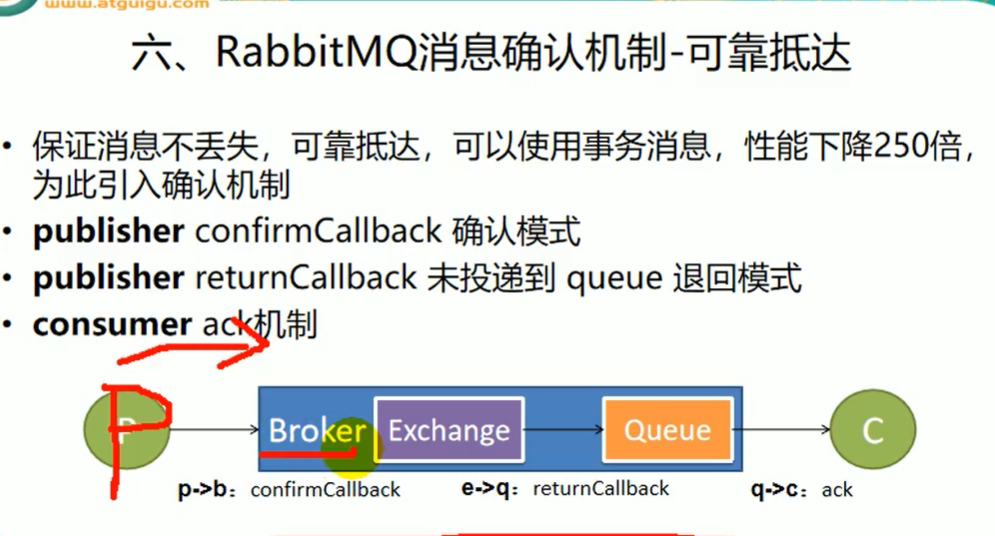 www.atguigu.com
六、RabbitMQ消息确认机制-可靠抵达
• 保证消息不丢失，可靠抵达，可以使用事务消息，性能下降250倍，
为此引入确认机制
• publisher confirmCallback 确认模式
• publisher returnCallback 未投递到 queue 退回模式
• consumer ack机制
P Broker Exchange Queue C
p->b：confirmCallback e->q：returnCallback q->c：ack